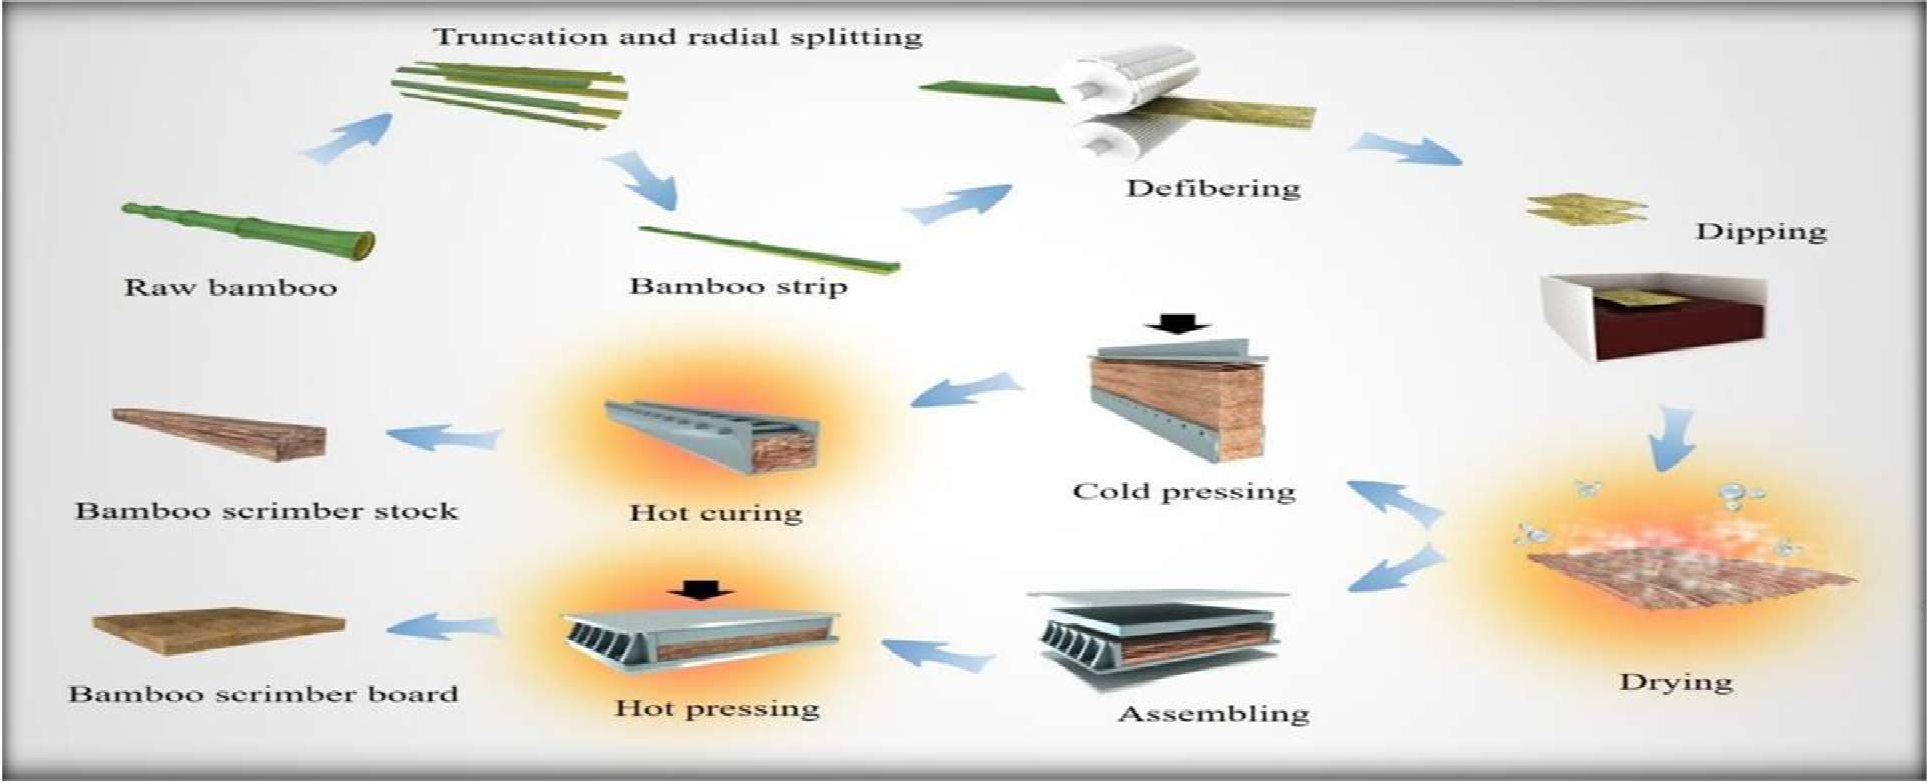 Truncation and radial splitting
Defibering
Dipping
Raw bamboo
Bamboo strip
Cold pressing
Bamboo scrimber stock
Hot curing
Drying
Bamboo scrimber board
Hot pressing
Assembling